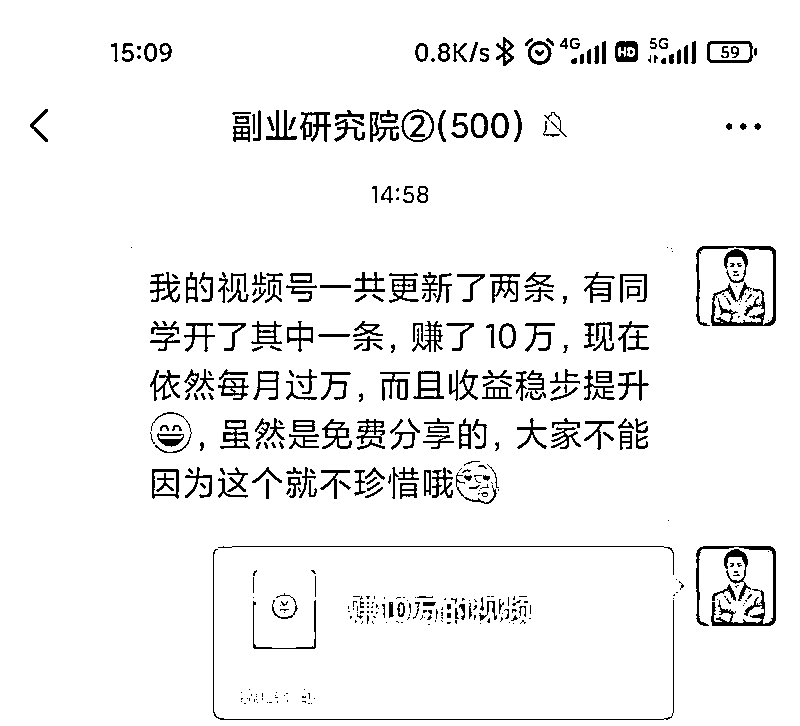 15:09
0.8K/s 4G HD 5G 59
副业研究院②(500)
14:58
我的视频号一共更新了两条，有同
学开了其中一条，赚了10万，现在
依然每月过万，而且收益稳步提升
😄，虽然是免费分享的，大家不能
因为这个就不珍惜哦
¥
赚10万的视频